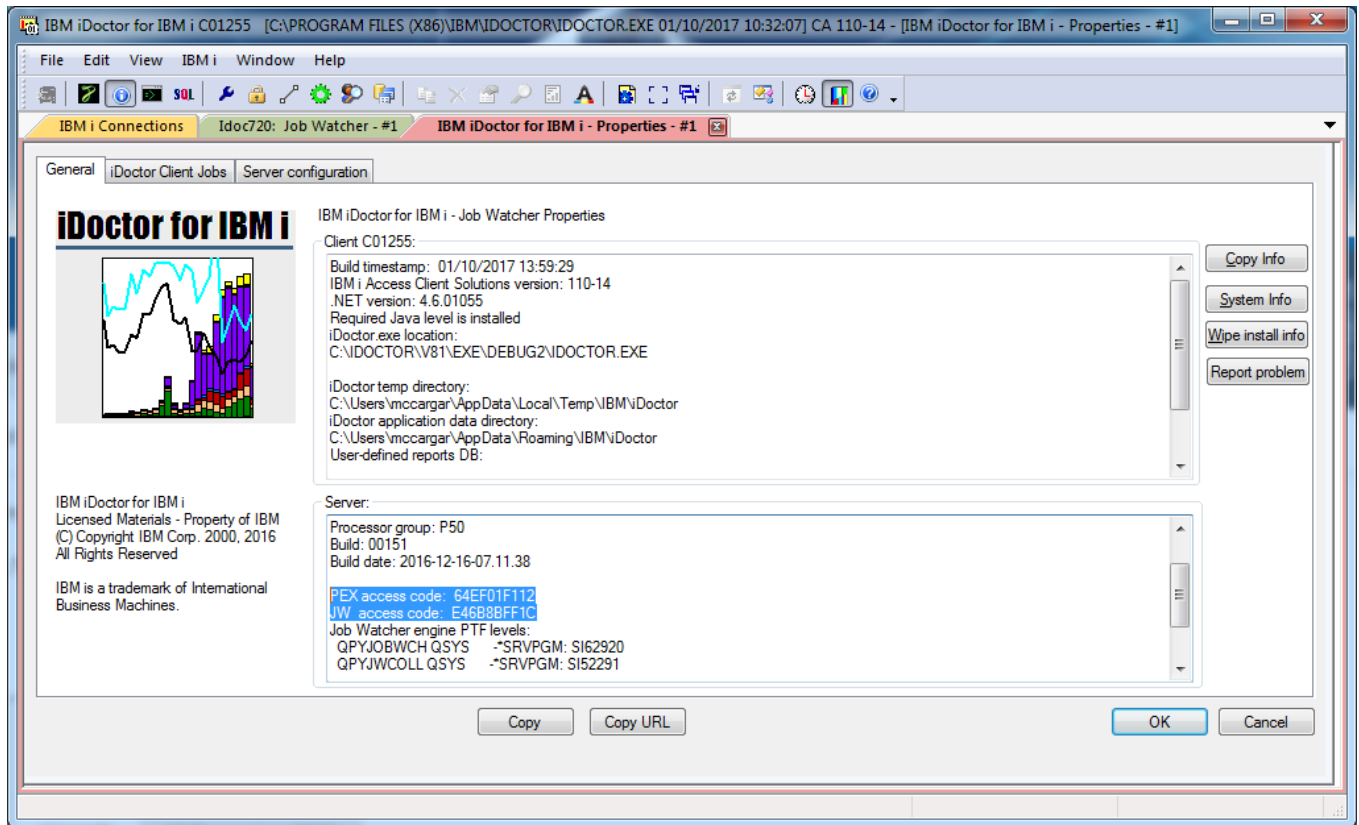 IBM iDoctor for IBM i C01255   [C:\PROGRAM FILES (X86)\IBM\IDOCTOR\IDOCTOR.EXE 01/10/2017 10:32:07] CA 110-14 - [IBM iDoctor for IBM i - Properties - #1]
File Edit View IBM i Window Help
SQL
IBM i Connections
Idoc720: Job Watcher - #1
IBM iDoctor for IBM i - Properties - #1
General
iDoctor Client Jobs
Server configuration
iDoctor for IBM i
IBM iDoctor for IBM i - Job Watcher Properties
Client C01255:
Build timestamp: 01/10/2017 13:59:29
IBM i Access Client Solutions version: 110-14
.NET version: 4.6.01055
Required Java level is installed
iDoctor.exe location:
C:\IDOCTOR\V81\EXE\DEBUG2\IDOCTOR.EXE
iDoctor temp directory:
C:\Users\mccargar\AppData\Local\Temp\IBM\iDoctor
iDoctor application data directory:
C:\Users\mccargar\AppData\Roaming\IBM\iDoctor
User-defined reports DB:
Copy Info
System Info
Wipe install info
Report problem
IBM iDoctor for IBM i
Licensed Materials - Property of IBM
(C) Copyright IBM Corp. 2000, 2016
All Rights Reserved
IBM is a trademark of International
Business Machines.
Server:
Processor group: P50
Build: 00151
Build date: 2016-12-16-07.11.38
PEX access code: 64EF01F112
JW access code: E46B8BFF1C
Job Watcher engine PTF levels:
QPYJOBWCH QSYS -*SRVPGM: SI62920
QPYJWCOLL QSYS -*SRVPGM: SI52291
Copy
Copy URL
OK
Cancel